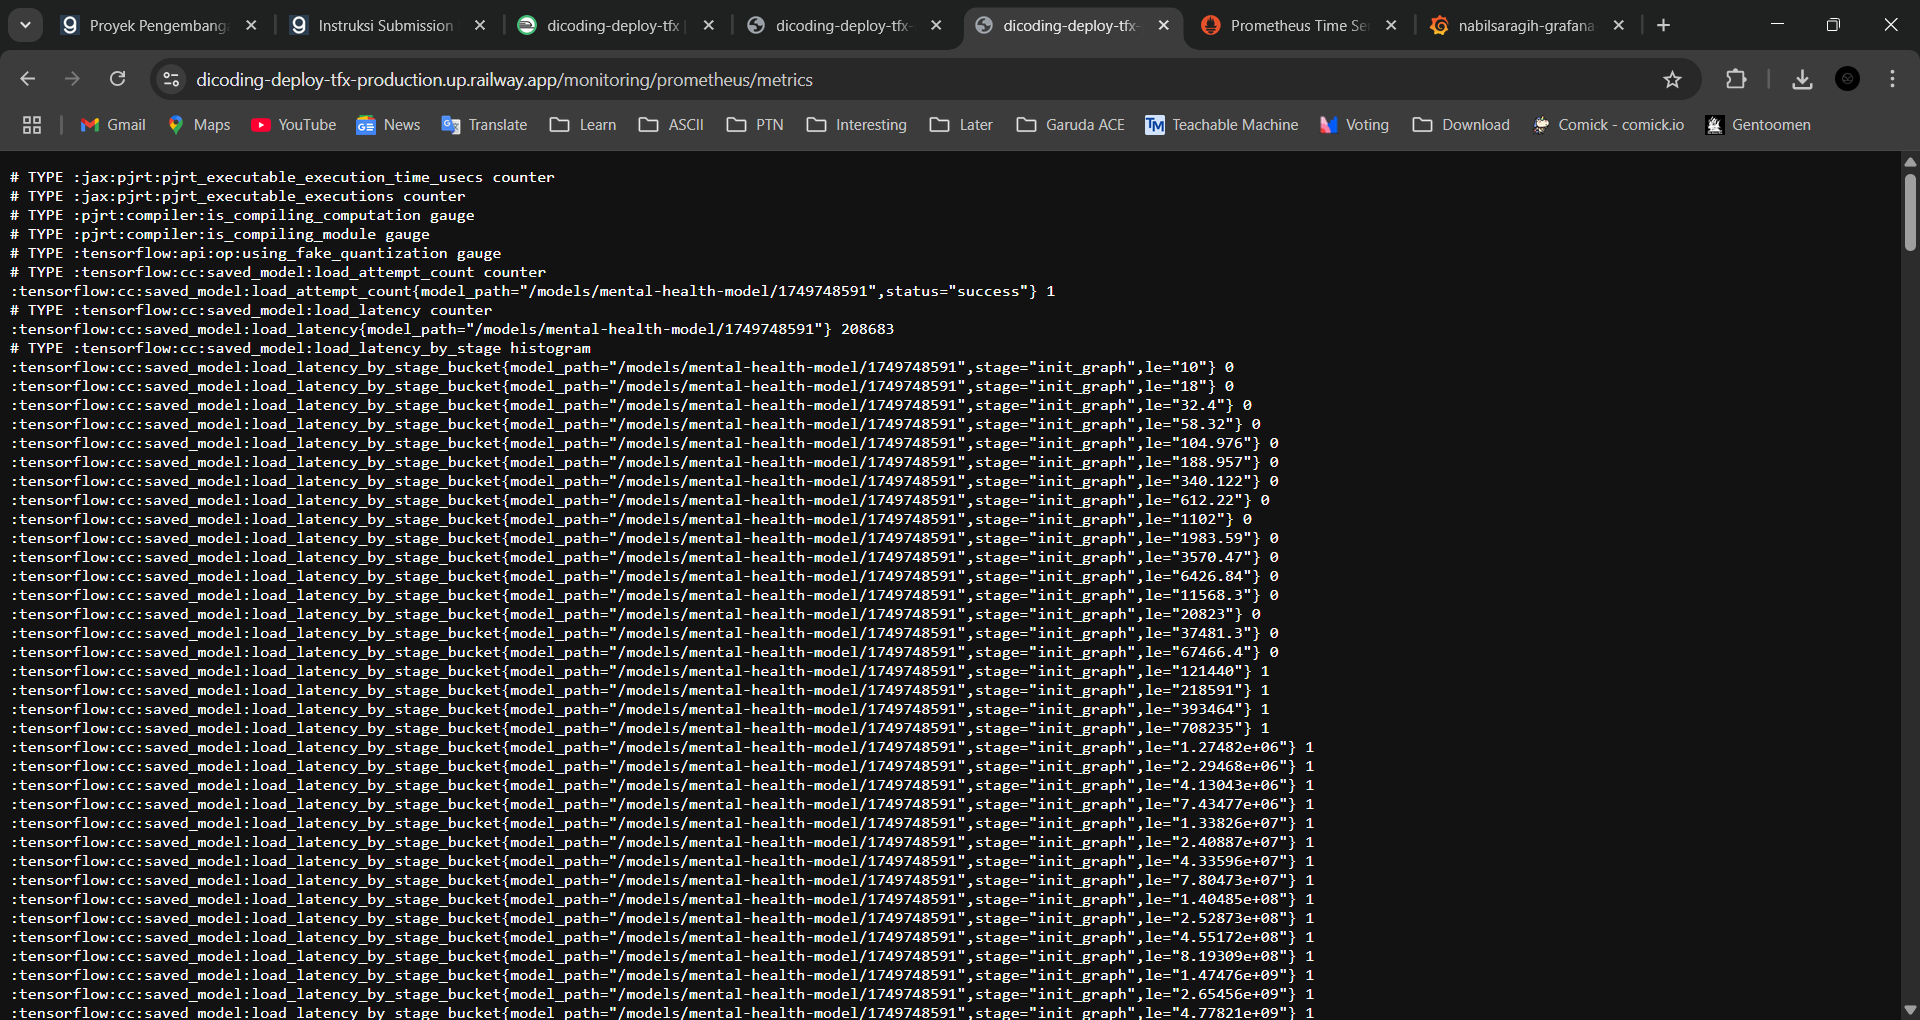 Proyek Pengembang
Instruksi Submission
dicoding-deploy-tfx
dicoding-deploy-tfx-
dicoding-deploy-tfx-
Prometheus Time Se
nabilsaragih-grafana
dicoding-deploy-tfx-production.up.railway.app/monitoring/prometheus/metrics
Gmail
Maps
YouTube
News
Translate
Learn
ASCII
PTN
Interesting
Later
Garuda ACE
Teachable Machine
Voting
Download
Comick - comick.io
Gentoomen
# TYPE :jax:pjrt:pjrt_executable_execution_time_usecs counter
# TYPE :jax:pjrt:pjrt_executable_executions counter
# TYPE :pjrt:compiler:is_compiling_computation gauge
# TYPE :pjrt:compiler:is_compiling_module gauge
# TYPE :tensorflow:api:op:using_fake_quantization gauge
# TYPE :tensorflow:cc:saved_model:load_attempt_count counter
:tensorflow:cc:saved_model:load_attempt_count{model_path="/models/mental-health-model/1749748591",status="success"} 1
# TYPE :tensorflow:cc:saved_model:load_latency counter
:tensorflow:cc:saved_model:load_latency{model_path="/models/mental-health-model/1749748591"} 208683
# TYPE :tensorflow:cc:saved_model:load_latency_by_stage histogram
:tensorflow:cc:saved_model:load_latency_by_stage_bucket{model_path="/models/mental-health-model/1749748591",stage="init_graph",le="10"} 0
:tensorflow:cc:saved_model:load_latency_by_stage_bucket{model_path="/models/mental-health-model/1749748591",stage="init_graph",le="18"} 0
:tensorflow:cc:saved_model:load_latency_by_stage_bucket{model_path="/models/mental-health-model/1749748591",stage="init_graph",le="32.4"} 0
:tensorflow:cc:saved_model:load_latency_by_stage_bucket{model_path="/models/mental-health-model/1749748591",stage="init_graph",le="58.32"} 0
:tensorflow:cc:saved_model:load_latency_by_stage_bucket{model_path="/models/mental-health-model/1749748591",stage="init_graph",le="104.976"} 0
:tensorflow:cc:saved_model:load_latency_by_stage_bucket{model_path="/models/mental-health-model/1749748591",stage="init_graph",le="188.957"} 0
:tensorflow:cc:saved_model:load_latency_by_stage_bucket{model_path="/models/mental-health-model/1749748591",stage="init_graph",le="340.122"} 0
:tensorflow:cc:saved_model:load_latency_by_stage_bucket{model_path="/models/mental-health-model/1749748591",stage="init_graph",le="612.22"} 0
:tensorflow:cc:saved_model:load_latency_by_stage_bucket{model_path="/models/mental-health-model/1749748591",stage="init_graph",le="1102"} 0
:tensorflow:cc:saved_model:load_latency_by_stage_bucket{model_path="/models/mental-health-model/1749748591",stage="init_graph",le="1983.59"} 0
:tensorflow:cc:saved_model:load_latency_by_stage_bucket{model_path="/models/mental-health-model/1749748591",stage="init_graph",le="3570.47"} 0
:tensorflow:cc:saved_model:load_latency_by_stage_bucket{model_path="/models/mental-health-model/1749748591",stage="init_graph",le="6426.84"} 0
:tensorflow:cc:saved_model:load_latency_by_stage_bucket{model_path="/models/mental-health-model/1749748591",stage="init_graph",le="11568.3"} 0
:tensorflow:cc:saved_model:load_latency_by_stage_bucket{model_path="/models/mental-health-model/1749748591",stage="init_graph",le="20823"} 0
:tensorflow:cc:saved_model:load_latency_by_stage_bucket{model_path="/models/mental-health-model/1749748591",stage="init_graph",le="37481.3"} 0
:tensorflow:cc:saved_model:load_latency_by_stage_bucket{model_path="/models/mental-health-model/1749748591",stage="init_graph",le="67466.4"} 0
:tensorflow:cc:saved_model:load_latency_by_stage_bucket{model_path="/models/mental-health-model/1749748591",stage="init_graph",le="121440"} 1
:tensorflow:cc:saved_model:load_latency_by_stage_bucket{model_path="/models/mental-health-model/1749748591",stage="init_graph",le="218591"} 1
:tensorflow:cc:saved_model:load_latency_by_stage_bucket{model_path="/models/mental-health-model/1749748591",stage="init_graph",le="393464"} 1
:tensorflow:cc:saved_model:load_latency_by_stage_bucket{model_path="/models/mental-health-model/1749748591",stage="init_graph",le="708235"} 1
:tensorflow:cc:saved_model:load_latency_by_stage_bucket{model_path="/models/mental-health-model/1749748591",stage="init_graph",le="1.27482e+06"} 1
:tensorflow:cc:saved_model:load_latency_by_stage_bucket{model_path="/models/mental-health-model/1749748591",stage="init_graph",le="2.29468e+06"} 1
:tensorflow:cc:saved_model:load_latency_by_stage_bucket{model_path="/models/mental-health-model/1749748591",stage="init_graph",le="4.13043e+06"} 1
:tensorflow:cc:saved_model:load_latency_by_stage_bucket{model_path="/models/mental-health-model/1749748591",stage="init_graph",le="7.43477e+06"} 1
:tensorflow:cc:saved_model:load_latency_by_stage_bucket{model_path="/models/mental-health-model/1749748591",stage="init_graph",le="1.33826e+07"} 1
:tensorflow:cc:saved_model:load_latency_by_stage_bucket{model_path="/models/mental-health-model/1749748591",stage="init_graph",le="2.40887e+07"} 1
:tensorflow:cc:saved_model:load_latency_by_stage_bucket{model_path="/models/mental-health-model/1749748591",stage="init_graph",le="4.33596e+07"} 1
:tensorflow:cc:saved_model:load_latency_by_stage_bucket{model_path="/models/mental-health-model/1749748591",stage="init_graph",le="7.80473e+07"} 1
:tensorflow:cc:saved_model:load_latency_by_stage_bucket{model_path="/models/mental-health-model/1749748591",stage="init_graph",le="1.40485e+08"} 1
:tensorflow:cc:saved_model:load_latency_by_stage_bucket{model_path="/models/mental-health-model/1749748591",stage="init_graph",le="2.52873e+08"} 1
:tensorflow:cc:saved_model:load_latency_by_stage_bucket{model_path="/models/mental-health-model/1749748591",stage="init_graph",le="4.55172e+08"} 1
:tensorflow:cc:saved_model:load_latency_by_stage_bucket{model_path="/models/mental-health-model/1749748591",stage="init_graph",le="8.19309e+08"} 1
:tensorflow:cc:saved_model:load_latency_by_stage_bucket{model_path="/models/mental-health-model/1749748591",stage="init_graph",le="1.47476e+09"} 1
:tensorflow:cc:saved_model:load_latency_by_stage_bucket{model_path="/models/mental-health-model/1749748591",stage="init_graph",le="2.65456e+09"} 1
:tensorflow:cc:saved_model:load_latency_by_stage_bucket{model_path="/models/mental-health-model/1749748591",stage="init_graph",le="4.77821e+09"} 1